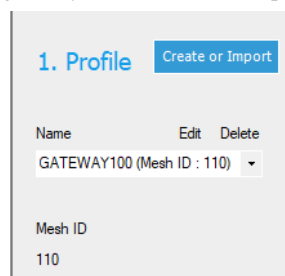 1. Profile Create or Import
Name Edit Delete
GATEWAY100 (Mesh ID : 110)
Mesh ID
110